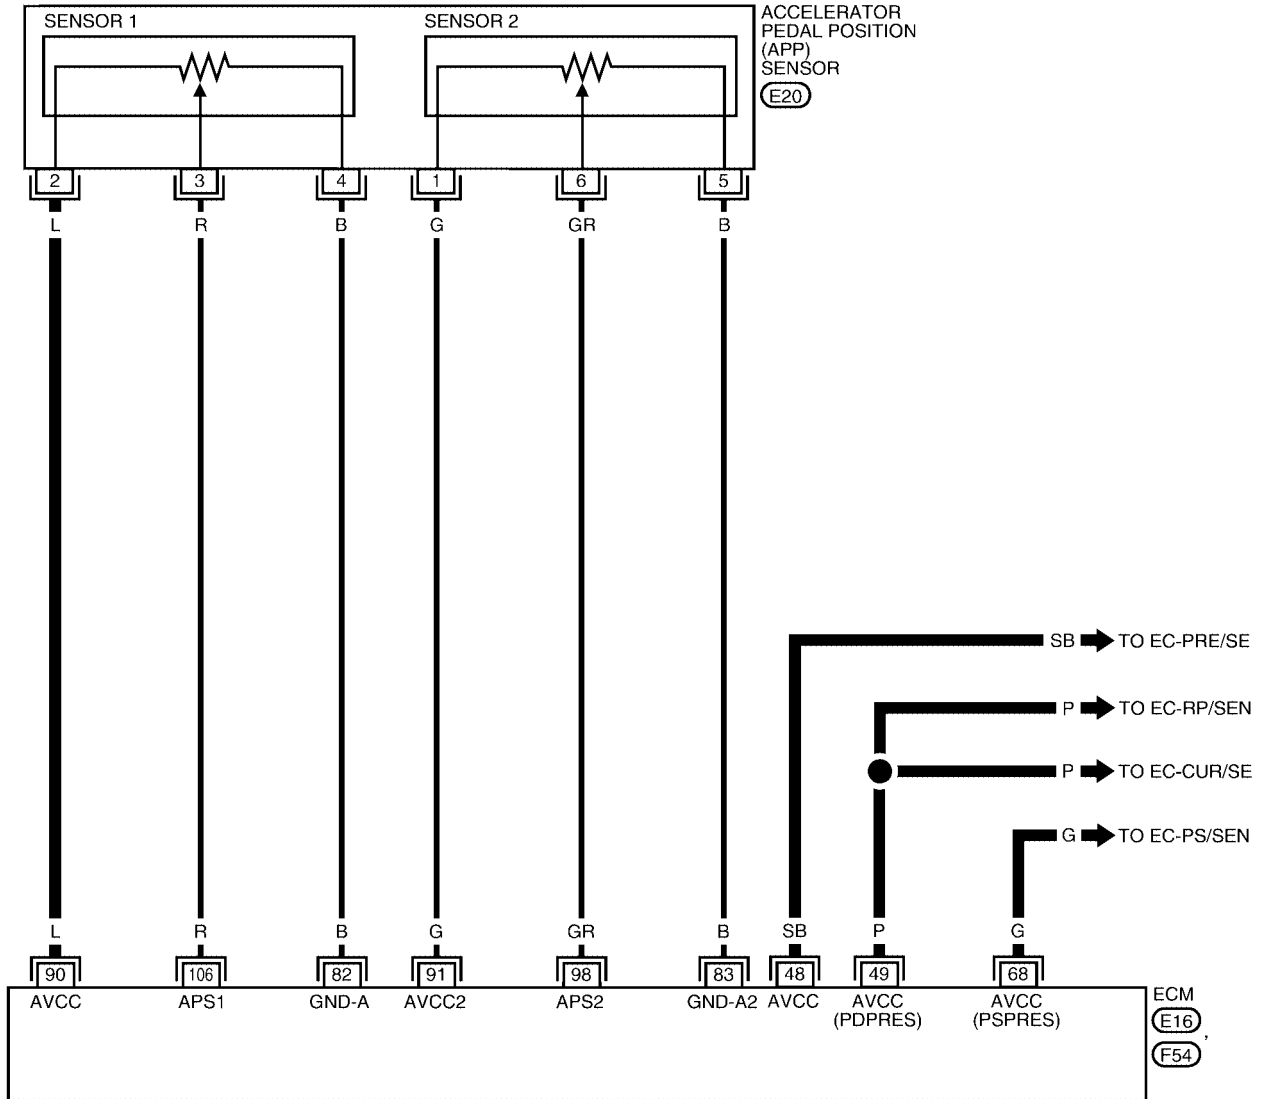 SENSOR 1
SENSOR 2
ACCELERATOR
PEDAL POSITION
(APP)
SENSOR
E20
2 3 4 1 6 5
L R B G GR B
SB TO EC-PRE/SE
P TO EC-RP/SEN
P TO EC-CUR/SE
G TO EC-PS/SEN
L R B G GR B SB P G
90 106 82 91 98 83 48 49 68
AVCC APS1 GND-A AVCC2 APS2 GND-A2 AVCC AVCC AVCC
(PDPRES) (PSPRES)
ECM
E16 ,
F54